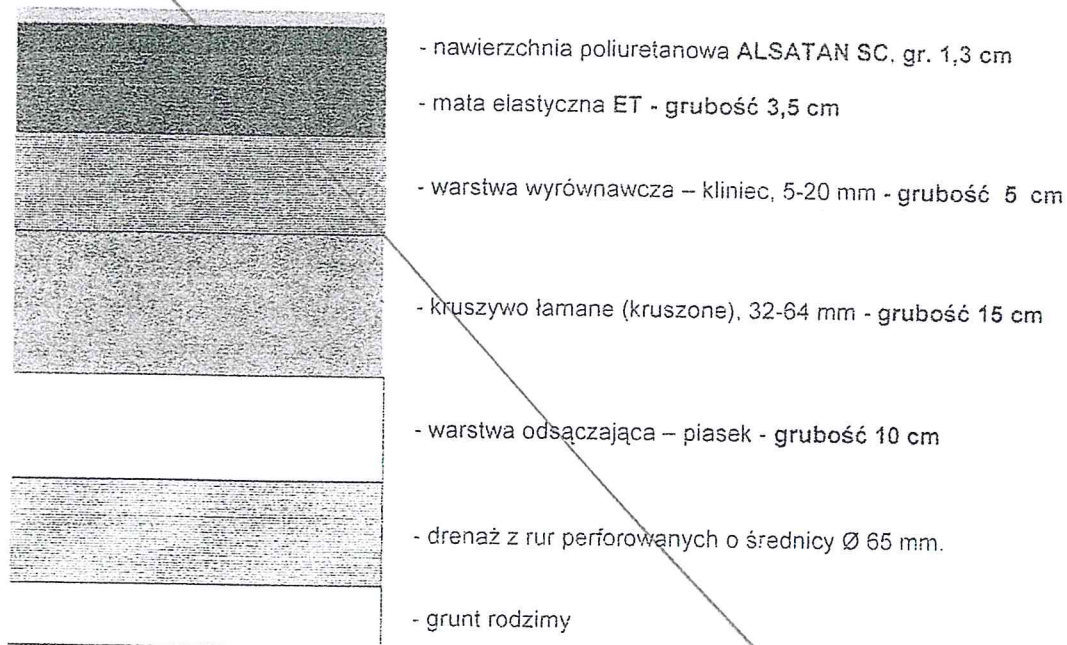 - nawierzchnia poliuretanowa ALSATAN SC, gr. 1,3 cm
- mata elastyczna ET - grubość 3,5 cm
- warstwa wyrównawcza – kliniec, 5-20 mm - grubość 5 cm
- kruszywo łamane (kruszone), 32-64 mm - grubość 15 cm
- warstwa odsączająca – piasek - grubość 10 cm
- drenaż z rur perforowanych o średnicy Ø 65 mm.
- grunt rodzimy